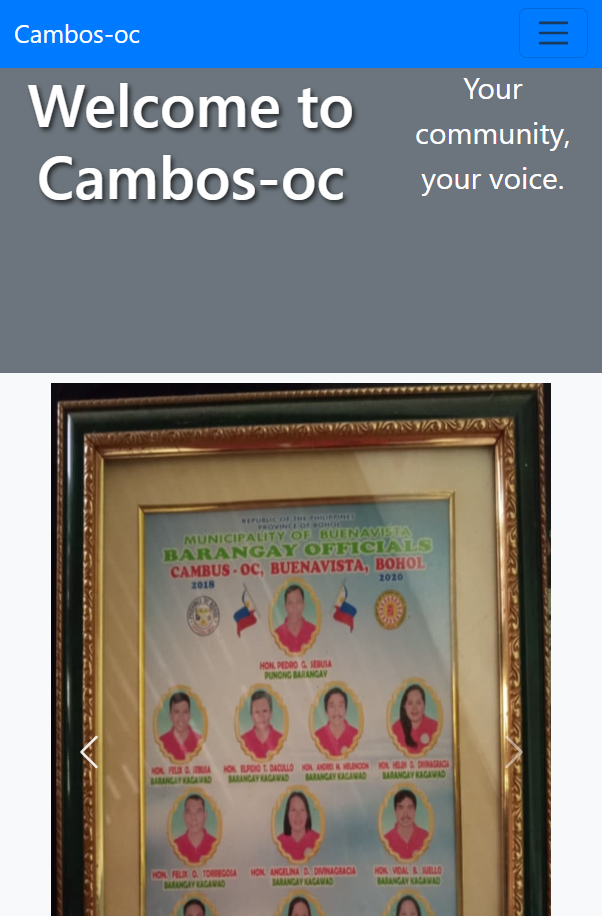 Cambos-oc
Welcome to
Cambos-oc
Your
community,
your voice.
REPUBLIC OF THE PHILIPPINES
PROVINCE OF BOHOL
MUNICIPALITY OF BUENAVISTA
BARANGAY OFFICIALS
CAMBUS - OC, BUENAVISTA, BOHOL
2018 2020
HON. PEDRO G. SEBUSA
PUNONG BARANGAY
HON. FELIX D. JEBUSA HON. ELPIDIO T. DACULLO HON. ANDRES M. MELENCION HON. HELEN D. DIVINAGRACIA
BARANGAY KAGAWAD BARANGAY KAGAWAD BARANGAY KAGAWAD BARANGAY KAGAWAD
HON. FELIX O. TORREGOSA HON. ANGELINA D. DIVINAGRACIA HON. VIDAL B. SUELLO
BARANGAY KAGAWAD BARANGAY KAGAWAD BARANGAY KAGAWAD